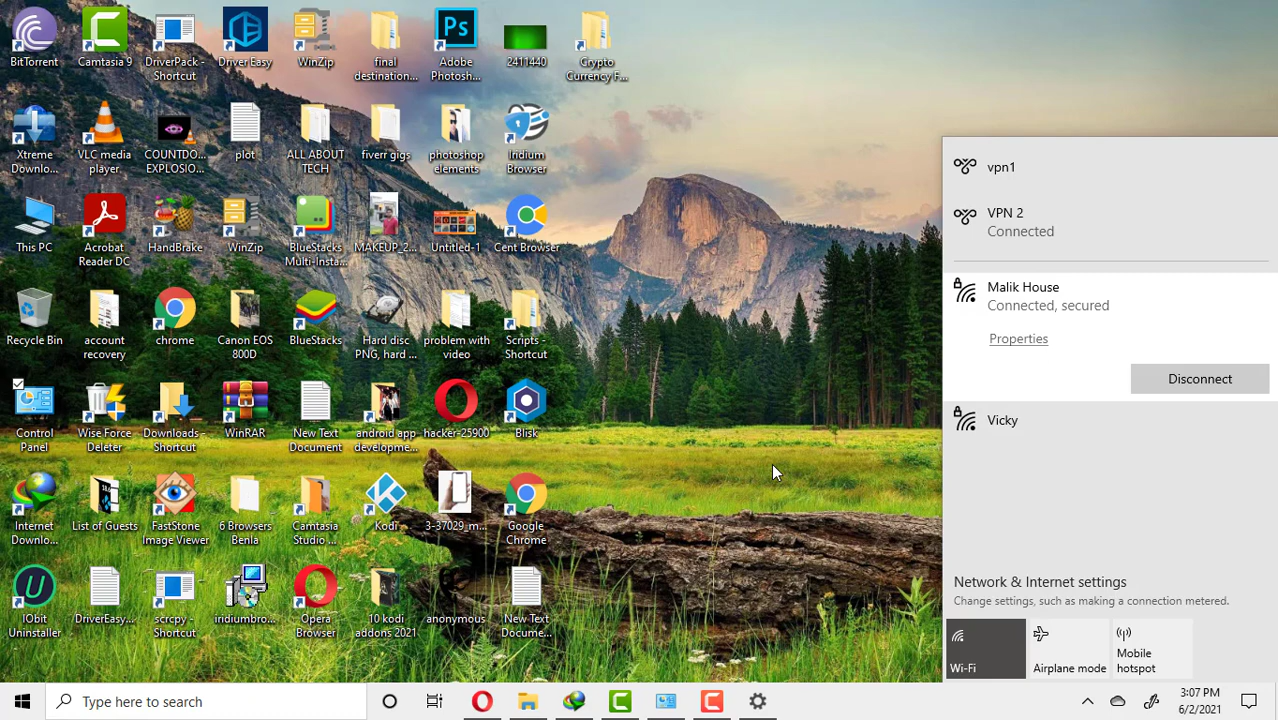 BitTorrent
Camtasia 9
DriverPack -
Shortcut
Driver Easy
WinZip
final
destination...
Ps
Adobe
Photosh...
2411440
Crypto
Currency F...
Xtreme
Downlo...
VLC media
player
COUNTDO...
EXPLOSIO...
plot
ALL ABOUT
TECH
fiverr gigs
photoshop
elements
Iridium
Browser
This PC
Acrobat
Reader DC
HandBrake
WinZip
BlueStacks
Multi-Insta...
MAKEUP_2...
Untitled-1
Cent Browser
Recycle Bin
account
recovery
chrome
Canon EOS
800D
BlueStacks
Hard disc
PNG, hard ...
problem with
video
Scripts -
Shortcut
Control
Panel
Wise Force
Deleter
Downloads -
Shortcut
WinRAR
New Text
Document
android app
developme...
hacker-25900
Blisk
Internet
Downlo...
List of Guests
FastStone
Image Viewer
6 Browsers
Benla
Camtasia
Studio ...
Kodi
3-37029_m...
Google
Chrome
IObit
Uninstaller
DriverEasy...
scrcpy -
Shortcut
iridiumbro...
Opera
Browser
10 kodi
addons 2021
anonymous
New Text
Docume...
vpn1
VPN 2
Connected
Malik House
Connected, secured
Properties
Disconnect
Vicky
Network & Internet settings
Change settings, such as making a connection metered.
Wi-Fi
Airplane mode
Mobile
hotspot
Type here to search
3:07 PM
6/2/2021